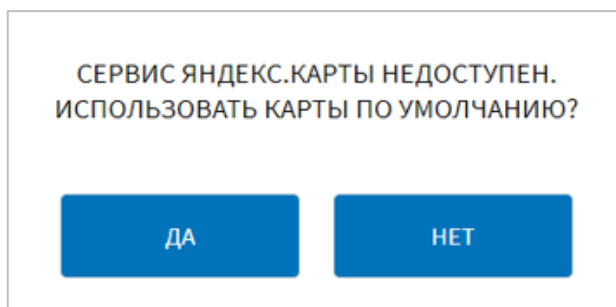 СЕРВИС ЯНДЕКС.КАРТЫ НЕДОСТУПЕН.
ИСПОЛЬЗОВАТЬ КАРТЫ ПО УМОЛЧАНИЮ?
ДА
НЕТ